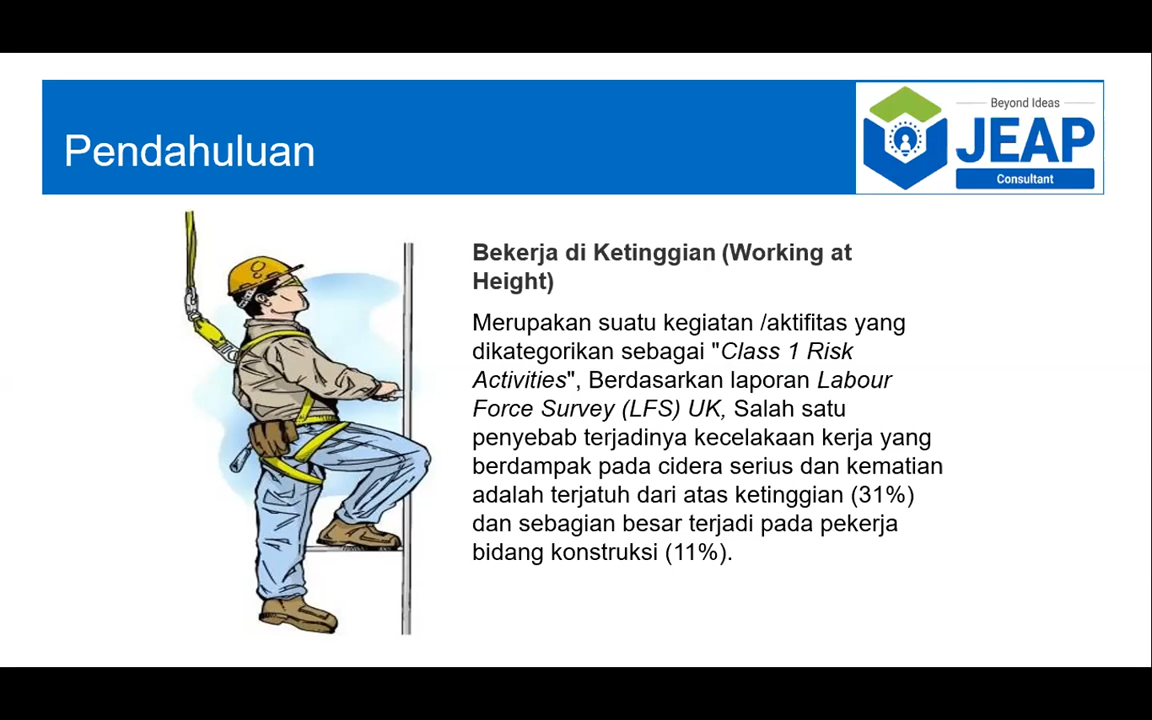 Pendahuluan
Beyond Ideas
JEAP
Consultant
Bekerja di Ketinggian (Working at
Height)
Merupakan suatu kegiatan /aktifitas yang
dikategorikan sebagai "Class 1 Risk
Activities", Berdasarkan laporan Labour
Force Survey (LFS) UK, Salah satu
penyebab terjadinya kecelakaan kerja yang
berdampak pada cidera serius dan kematian
adalah terjatuh dari atas ketinggian (31%)
dan sebagian besar terjadi pada pekerja
bidang konstruksi (11%).